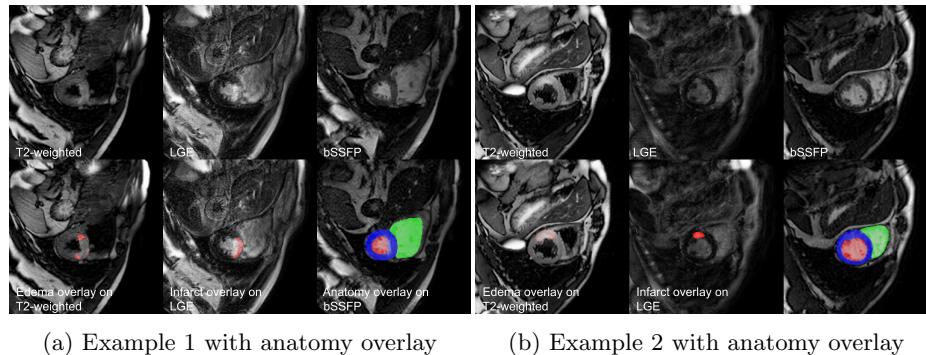 T2-weighted
LGE
bSSFP
T2-weighted
LGE
bSSFP
Edema overlay on
T2-weighted
Infarct overlay on
LGE
Anatomy overlay on
bSSFP
Edema overlay on
T2-weighted
Infarct overlay on
LGE
(a) Example 1 with anatomy overlay
(b) Example 2 with anatomy overlay